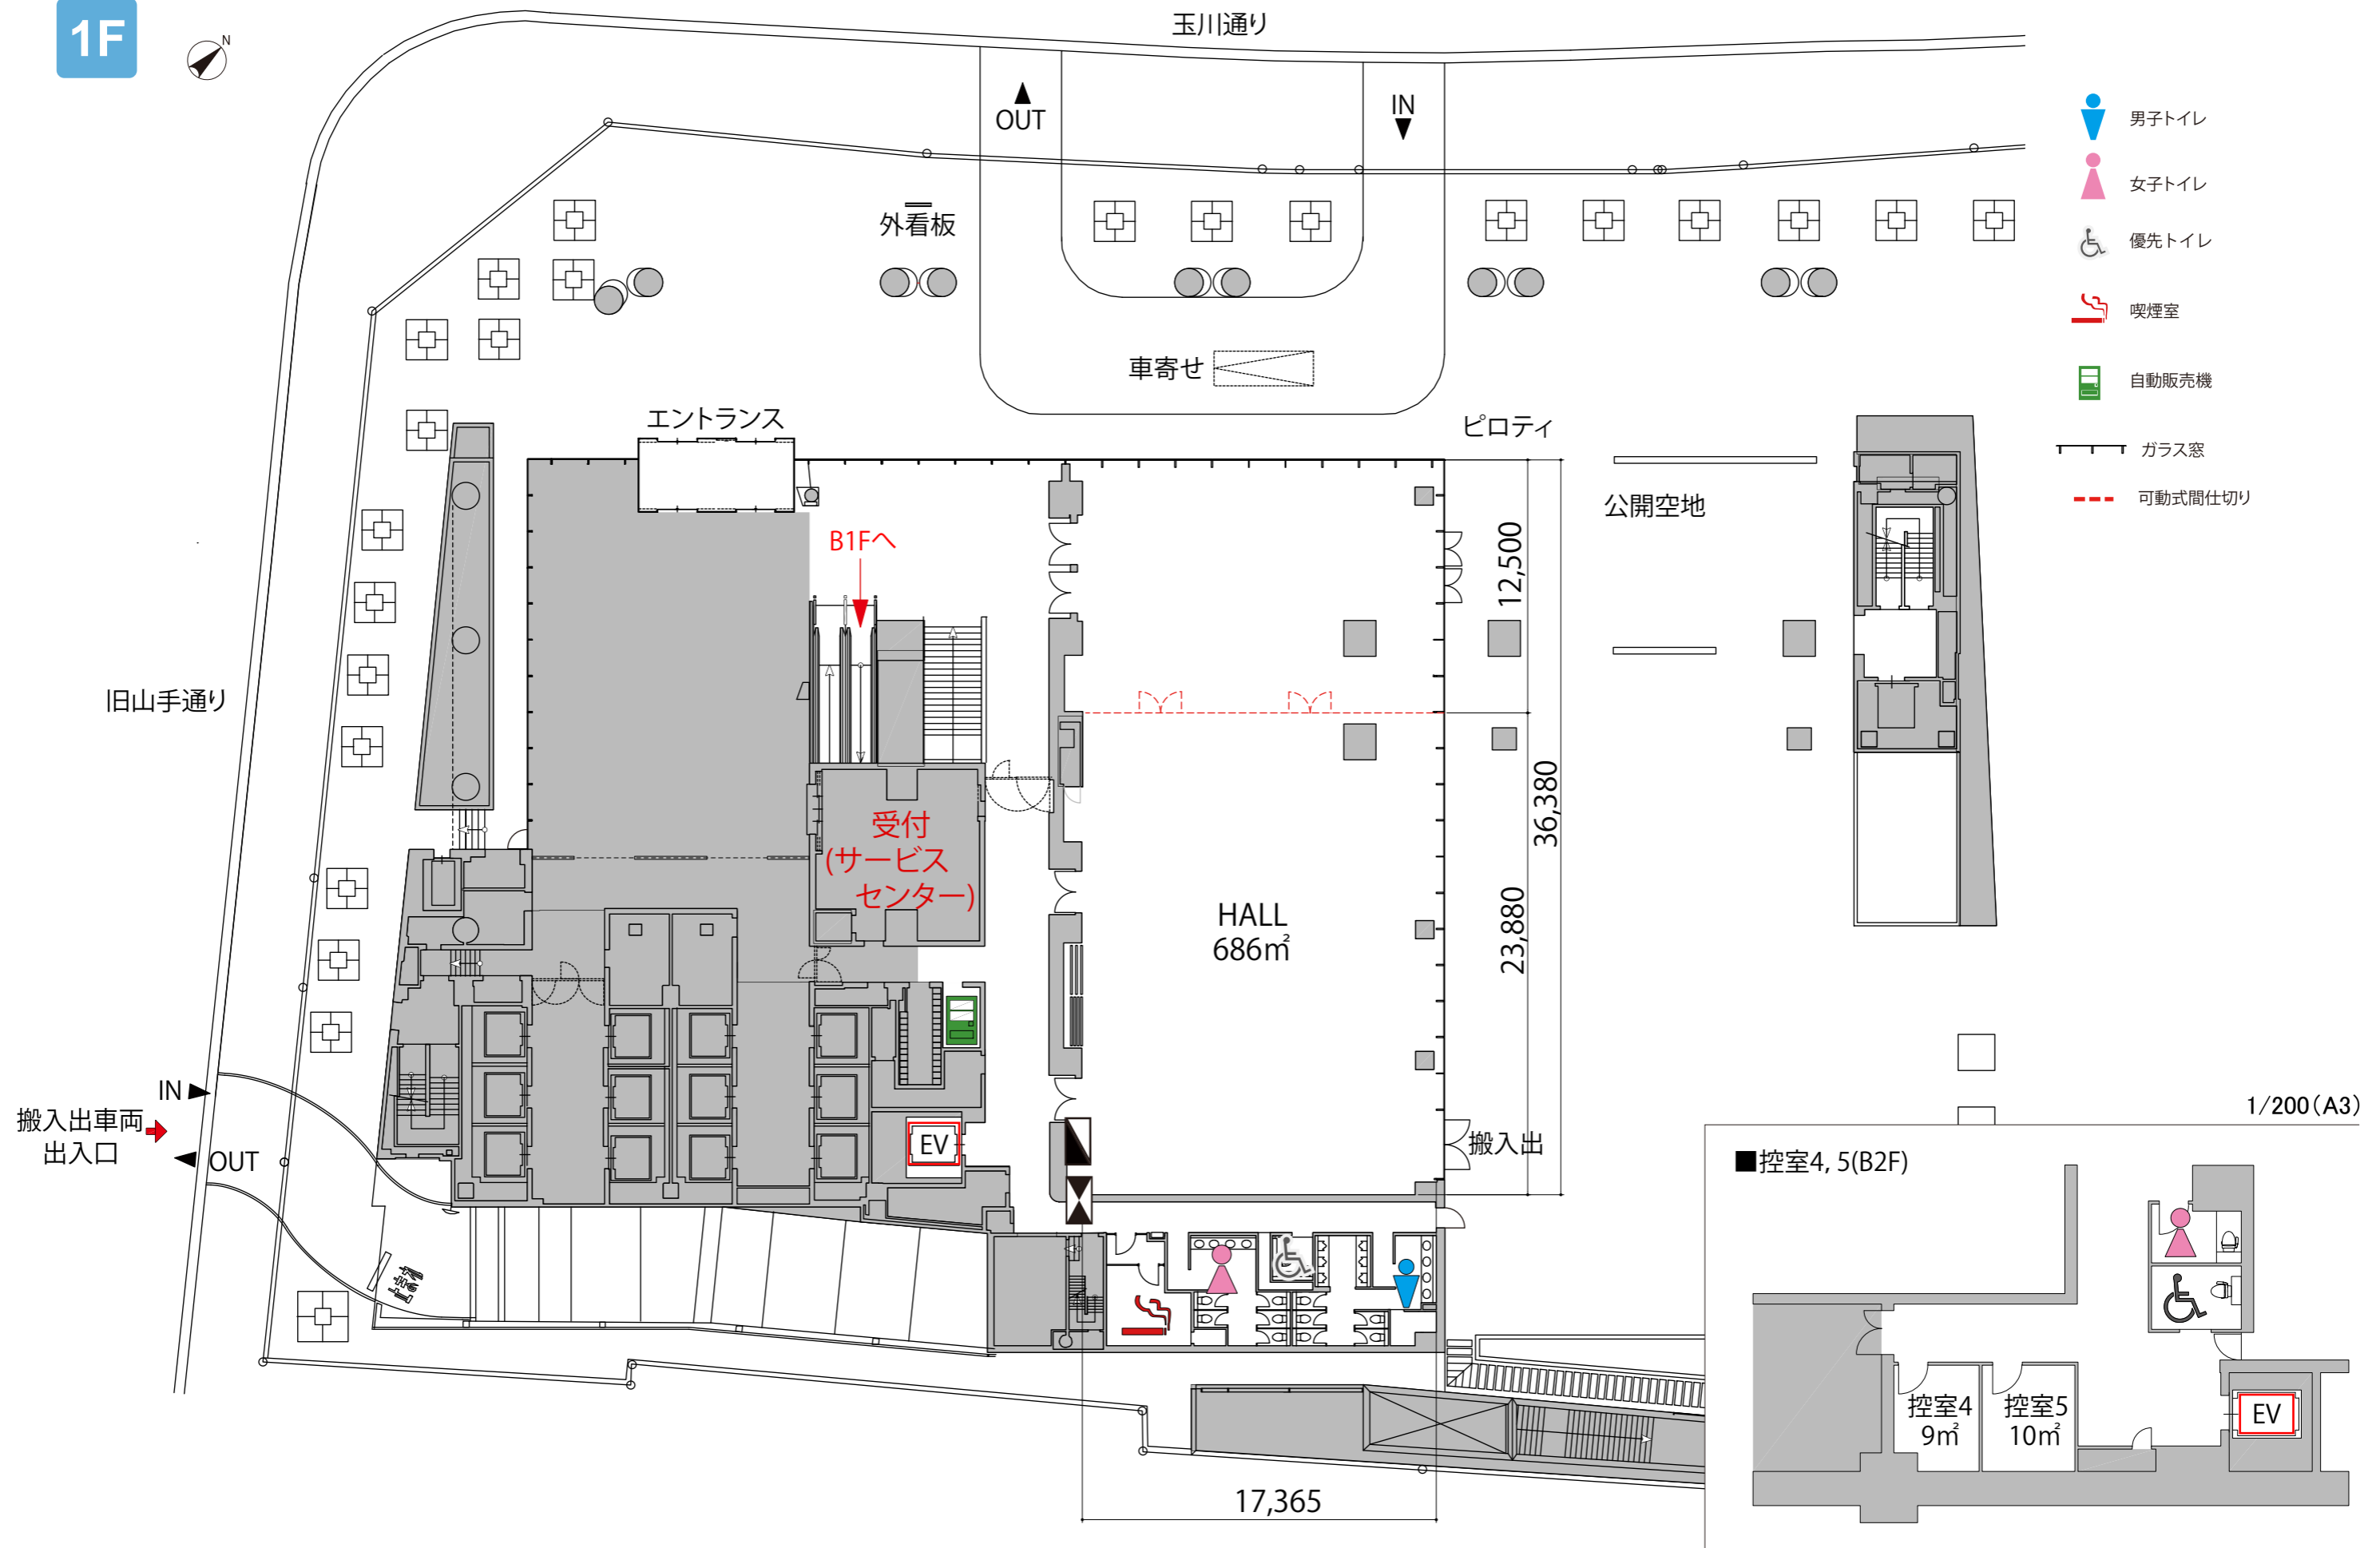 1F
N
玉川通り
OUT
IN
外看板
車寄せ
エントランス
ピロティ
公開空地
B1Fへ
旧山手通り
受付
(サービス
センター)
HALL
686㎡
12,500
36,380
23,880
EV
搬入出
IN
搬入出車両
出入口
OUT
17,365
男子トイレ
女子トイレ
優先トイレ
喫煙室
自動販売機
ガラス窓
可動式間仕切り
1/200(A3)
■控室4, 5(B2F)
控室4
9㎡
控室5
10㎡
EV